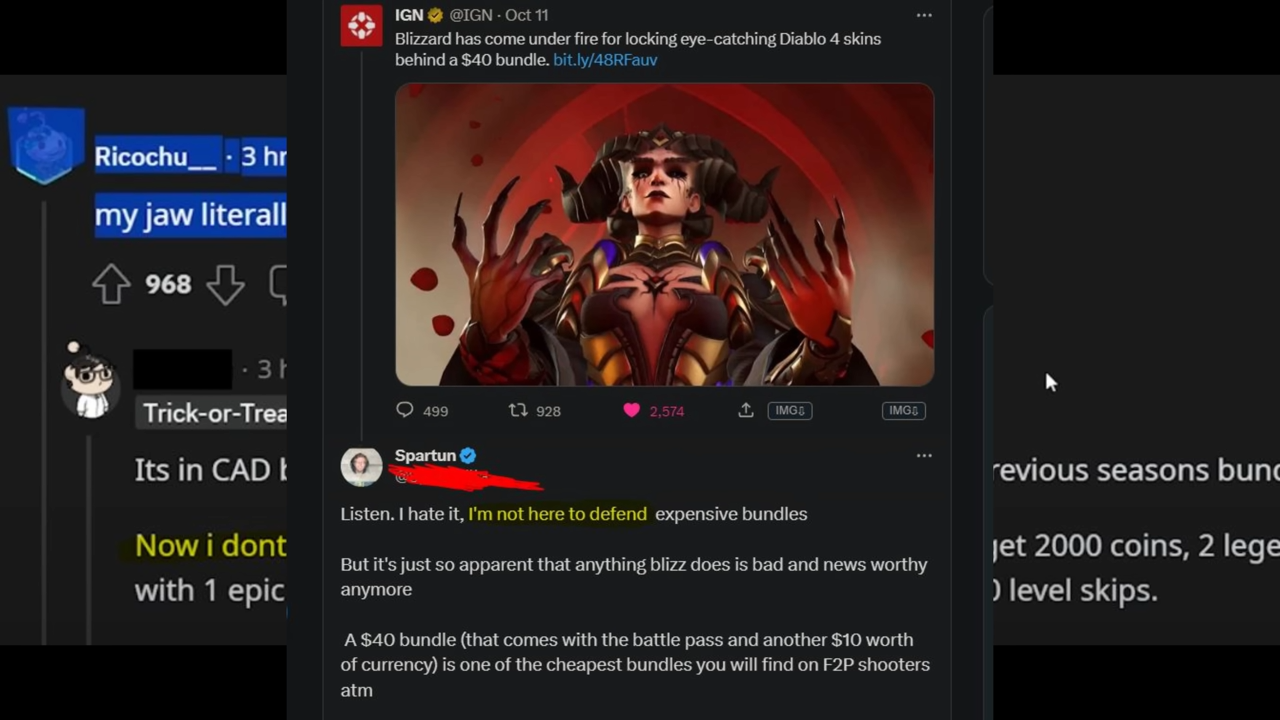 IGN @IGN · Oct 11
Blizzard has come under fire for locking eye-catching Diablo 4 skins
behind a $40 bundle. bit.ly/48RFauv
499 928 2,574 IMG⇩ IMG⇩
Spartun
Listen. I hate it, I'm not here to defend expensive bundles
But it's just so apparent that anything blizz does is bad and news worthy
anymore
A $40 bundle (that comes with the battle pass and another $10 worth
of currency) is one of the cheapest bundles you will find on F2P shooters
atm
Ricochu__ · 3 hr
my jaw literall
968
· 3 h
Trick-or-Trea
Its in CAD b
revious seasons bund
Now i dont
get 2000 coins, 2 lege
with 1 epic
0 level skips.